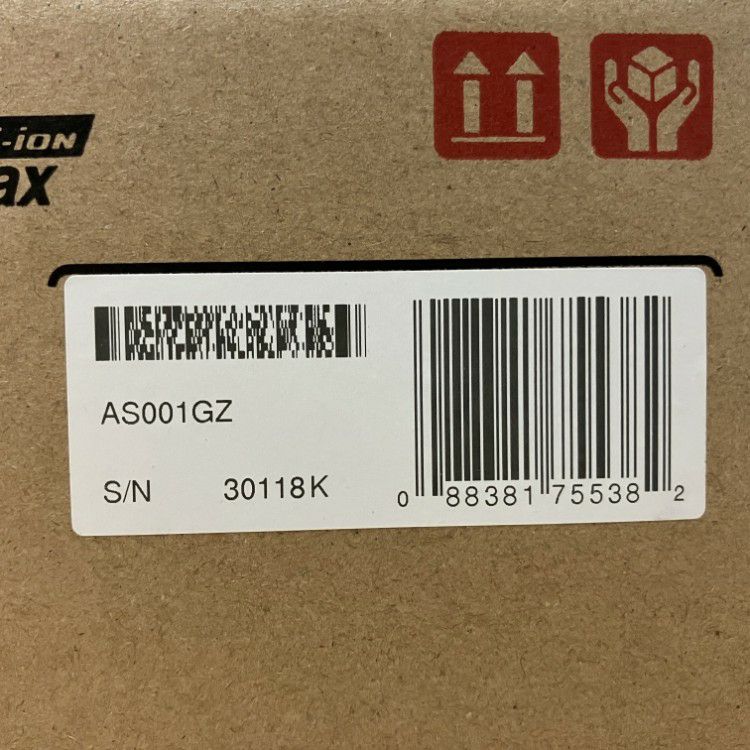 -ion
ax
AS001GZ
S/N 30118K
0 88381 75538 2